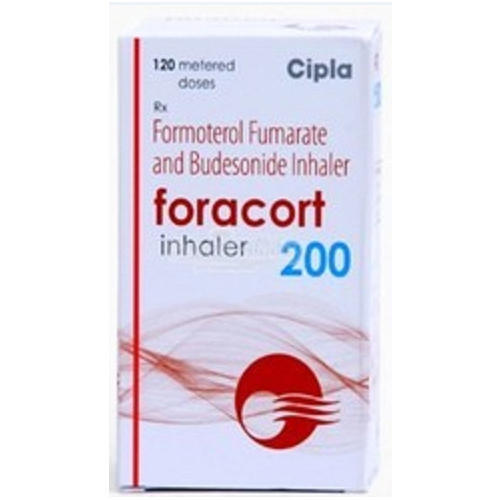 120 metered
doses
Cipla
Rx
Formoterol Fumarate
and Budesonide Inhaler
foracort
inhaler 200